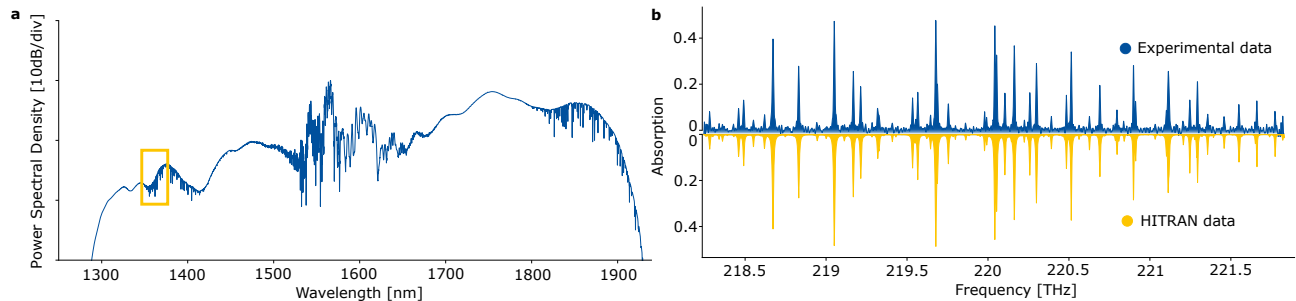 a
Power Spectral Density [10dB/div]
1300 1400 1500 1600 1700 1800 1900
Wavelength [nm]
b
Absorption
0.4
0.2
0
0
0.2
0.4
Experimental data
HITRAN data
218.5 219 219.5 220 220.5 221 221.5
Frequency [THz]